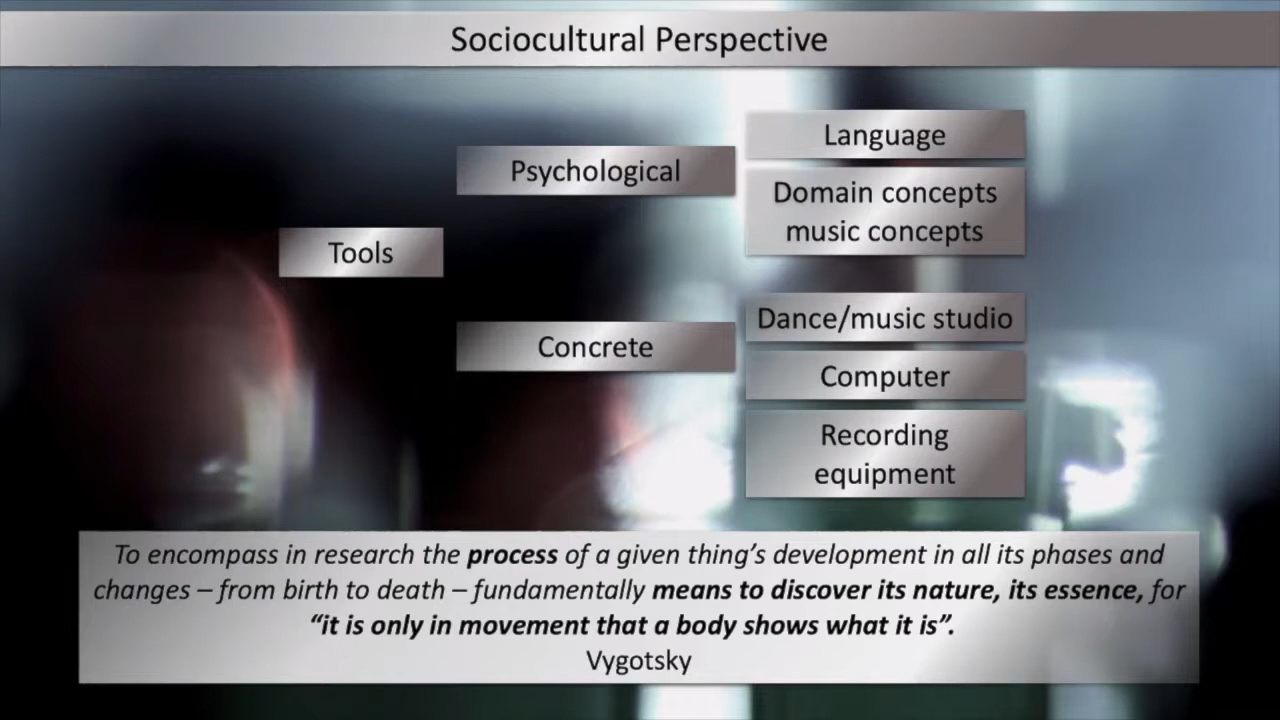 Sociocultural Perspective
Tools
Psychological
Language
Domain concepts
music concepts
Concrete
Dance/music studio
Computer
Recording
equipment
To encompass in research the process of a given thing’s development in all its phases and
changes – from birth to death – fundamentally means to discover its nature, its essence, for
“it is only in movement that a body shows what it is”.
Vygotsky